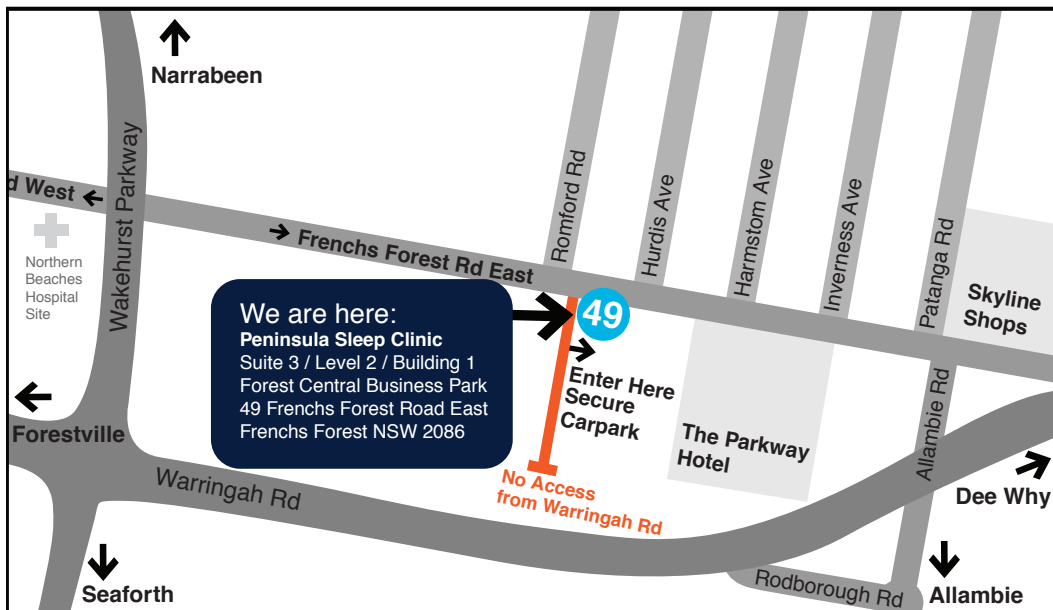 Narrabeen
d West
Wakehurst Parkway
Northern
Beaches
Hospital
Site
Frenchs Forest Rd East
Romford Rd
Hurdis Ave
Harmstom Ave
Inverness Ave
Patanga Rd
Skyline
Shops
We are here:
Peninsula Sleep Clinic
Suite 3 / Level 2 / Building 1
Forest Central Business Park
49 Frenchs Forest Road East
Frenchs Forest NSW 2086
49
Enter Here
Secure
Carpark
The Parkway
Hotel
Allambie Rd
Forestville
Warringah Rd
No Access
from Warringah Rd
Dee Why
Seaforth
Rodborough Rd
Allambie